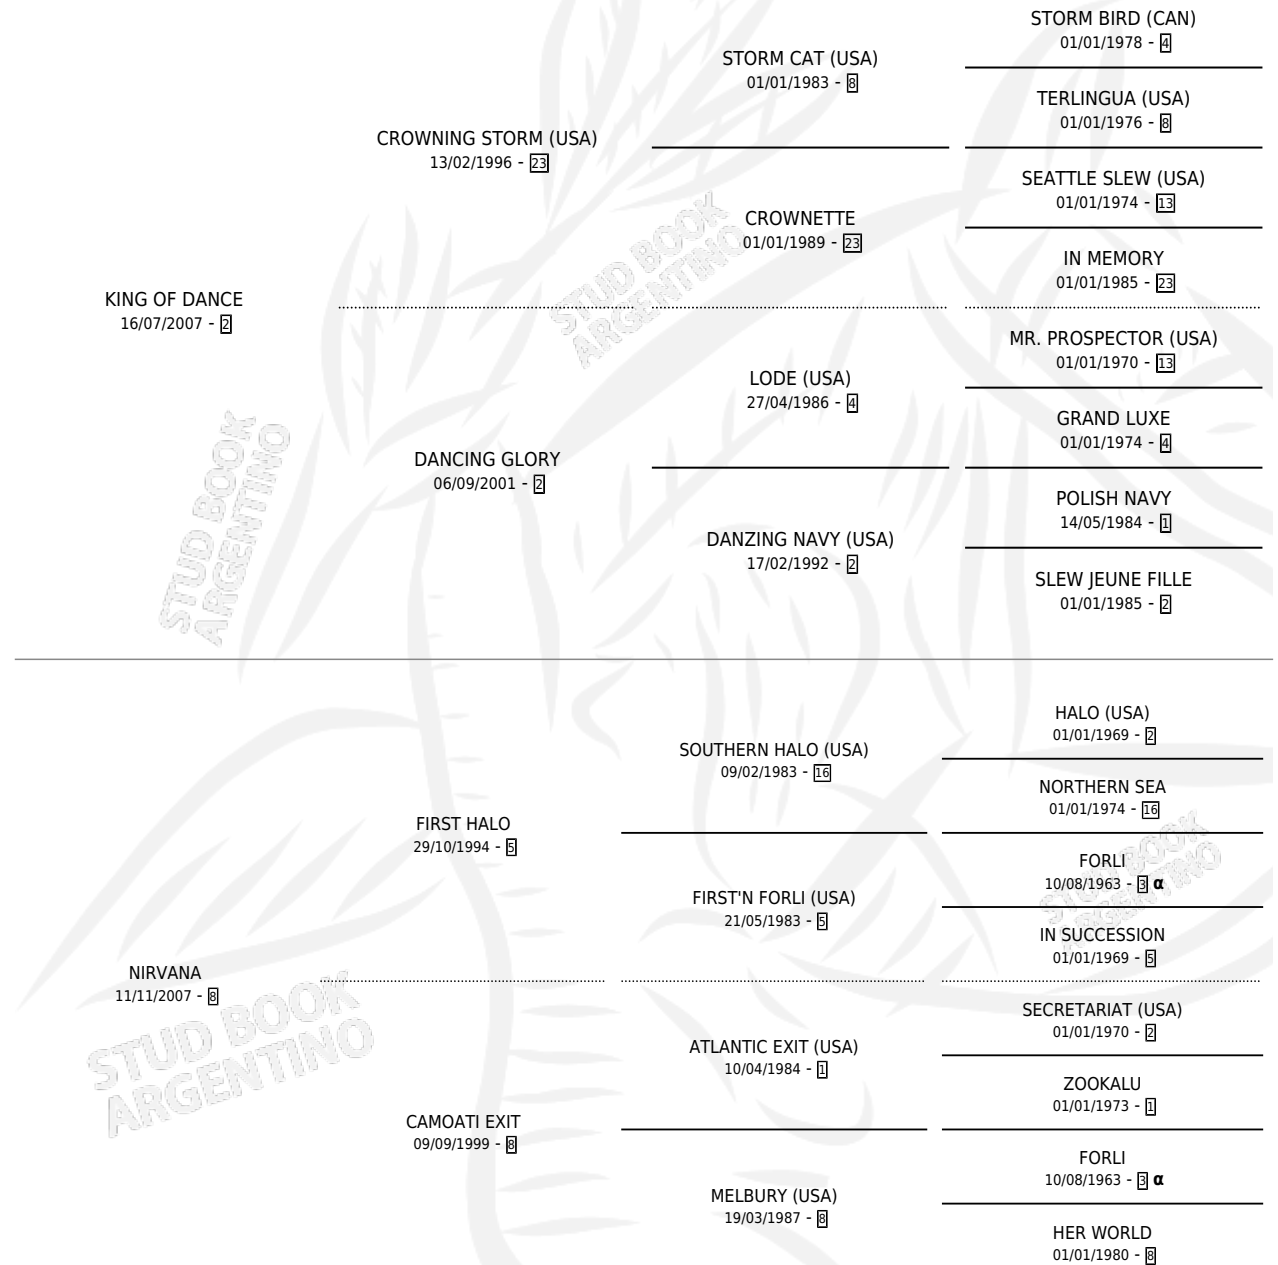 STORM BIRD (CAN)
01/01/1978 - 4
STORM CAT (USA)
01/01/1983 - 8
TERLINGUA (USA)
01/01/1976 - 8
CROWNING STORM (USA)
13/02/1996 - 23
SEATTLE SLEW (USA)
01/01/1974 - 13
CROWNETTE
01/01/1989 - 23
IN MEMORY
01/01/1985 - 23
KING OF DANCE
16/07/2007 - 2
MR. PROSPECTOR (USA)
01/01/1970 - 13
LODE (USA)
27/04/1986 - 4
GRAND LUXE
01/01/1974 - 4
DANCING GLORY
06/09/2001 - 2
POLISH NAVY
14/05/1984 - 1
DANZING NAVY (USA)
17/02/1992 - 2
SLEW JEUNE FILLE
01/01/1985 - 2
STUD BOOK
ARGENTINO
STUD BOOK
ARGENTINO
HALO (USA)
01/01/1969 - 2
SOUTHERN HALO (USA)
09/02/1983 - 16
NORTHERN SEA
01/01/1974 - 16
FIRST HALO
29/10/1994 - 5
FORLI
10/08/1963 - 3 α
FIRST'N FORLI (USA)
21/05/1983 - 5
IN SUCCESSION
01/01/1969 - 5
NIRVANA
11/11/2007 - 8
SECRETARIAT (USA)
01/01/1970 - 2
ATLANTIC EXIT (USA)
10/04/1984 - 1
ZOOKALU
01/01/1973 - 1
CAMOATI EXIT
09/09/1999 - 8
FORLI
10/08/1963 - 3 α
MELBURY (USA)
19/03/1987 - 8
HER WORLD
01/01/1980 - 8
STUD BOOK
ARGENTINO
STUD BOOK
ARGENTINO